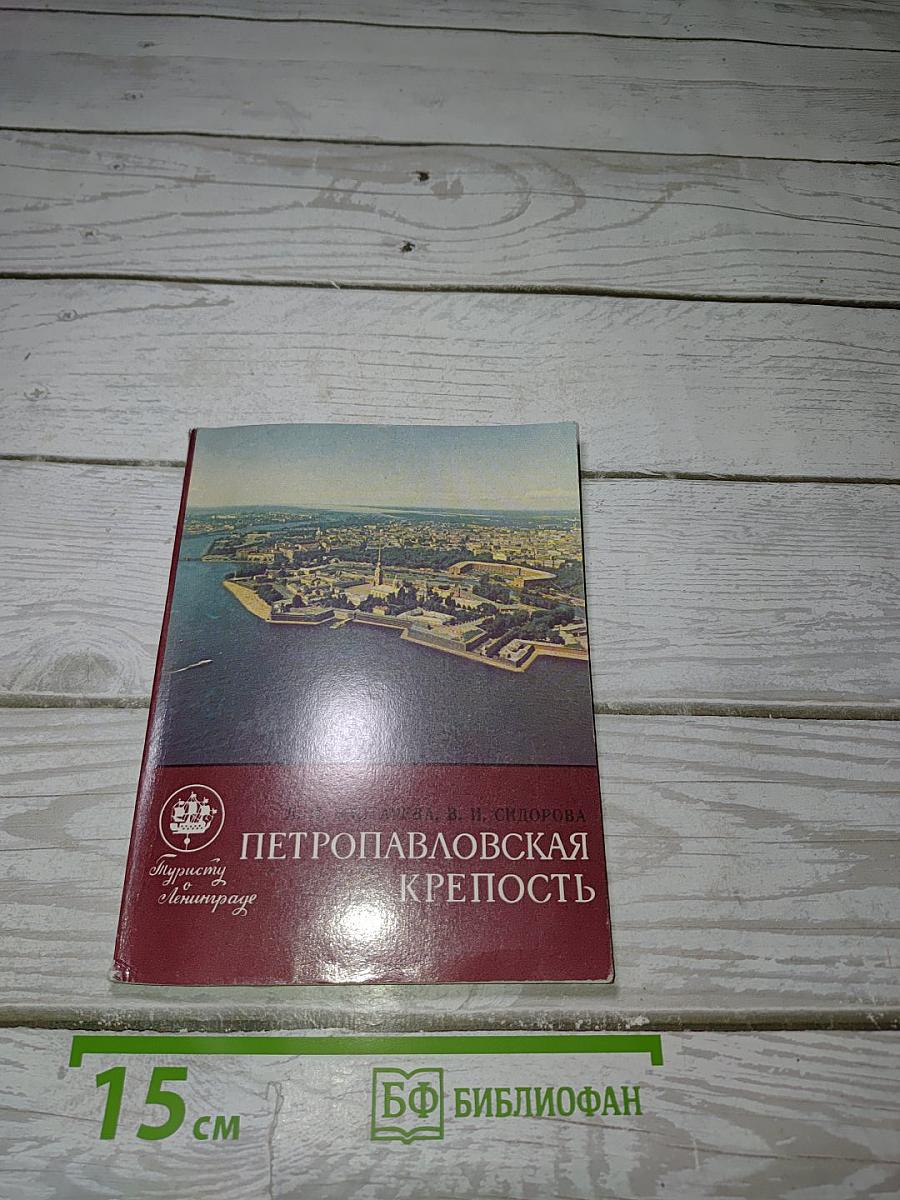 В. И. СИДОРОВА
ПЕТРОПАВЛОВСКАЯ
КРЕПОСТЬ
Туристу
о
Ленинграде
15 см
БФ БИБЛИОФАН